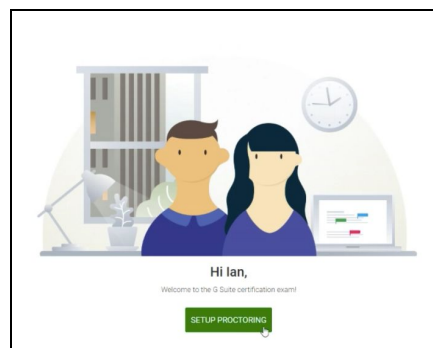 Hi Ian,
Welcome to the G Suite certification exam!
SETUP PROCTORING